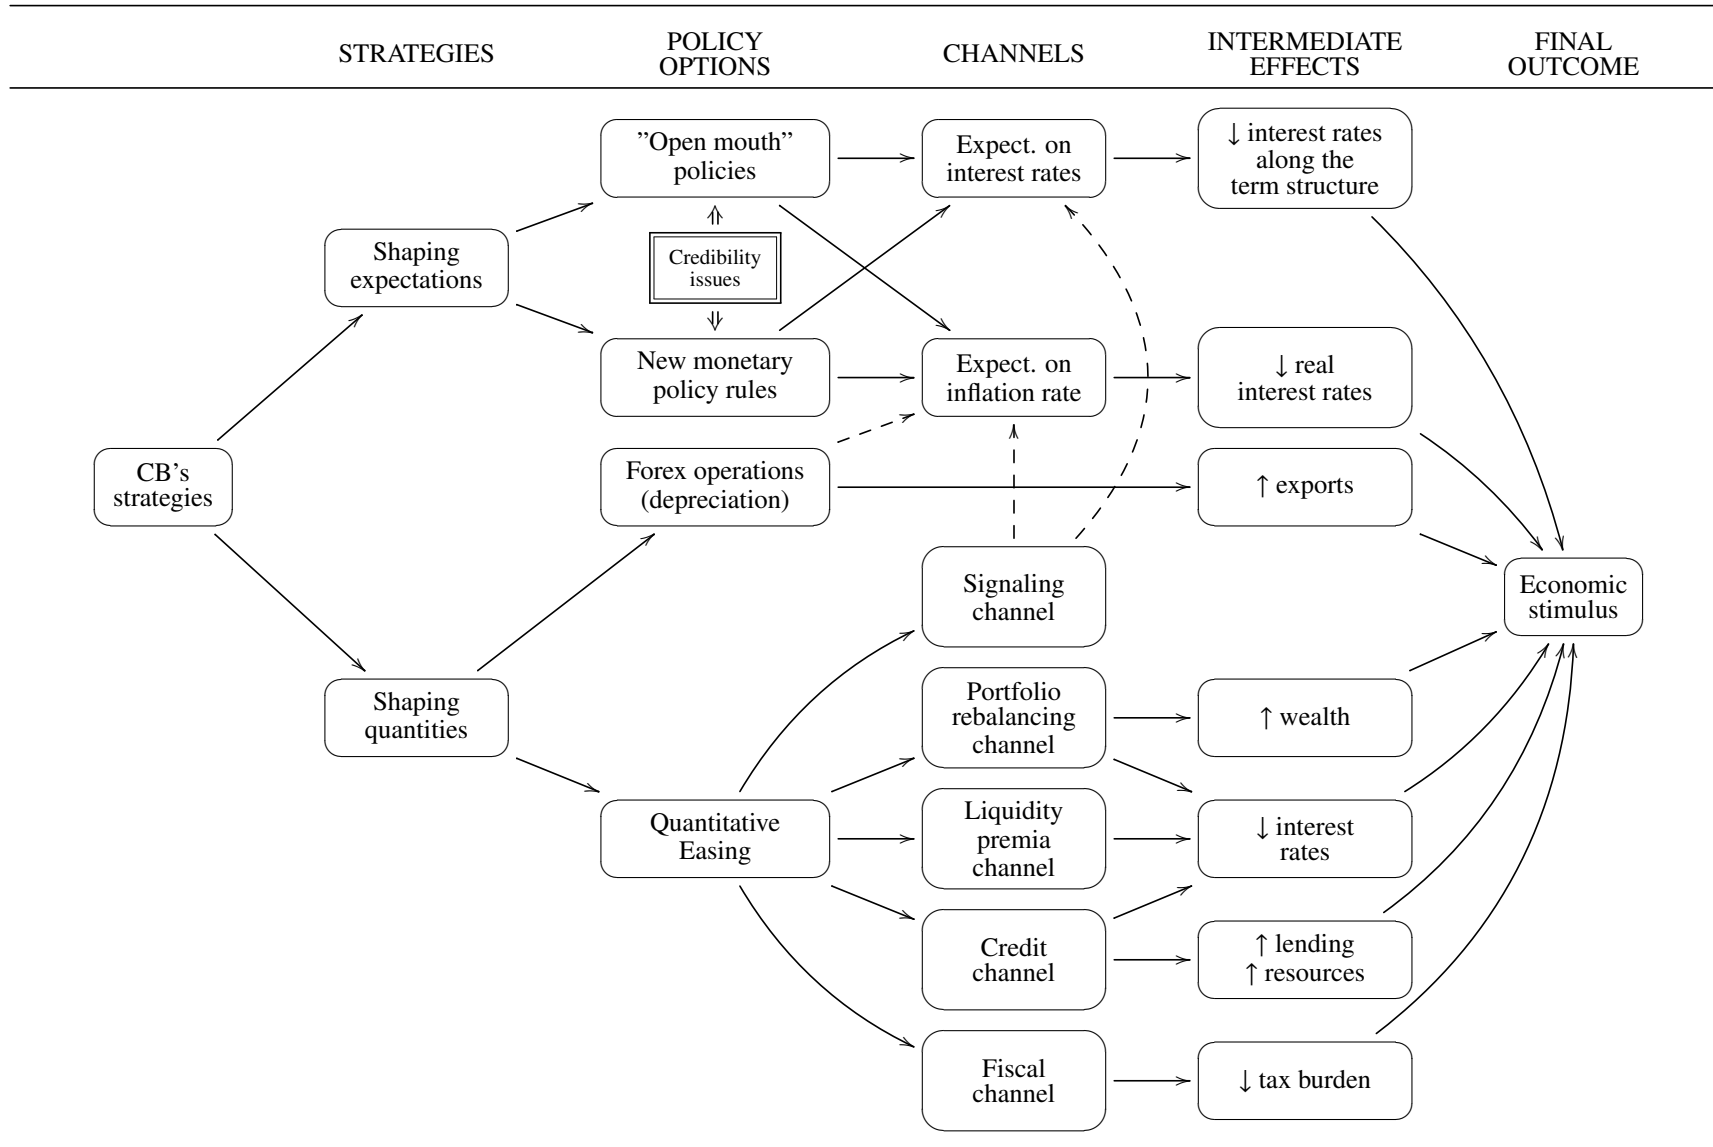 STRATEGIES
POLICY
OPTIONS
CHANNELS
INTERMEDIATE
EFFECTS
FINAL
OUTCOME
”Open mouth”
policies
Expect. on
interest rates
↓ interest rates
along the
term structure
Shaping
expectations
Credibility
issues
New monetary
policy rules
Expect. on
inflation rate
↓ real
interest rates
CB’s
strategies
Forex operations
(depreciation)
↑ exports
Signaling
channel
Economic
stimulus
Shaping
quantities
Portfolio
rebalancing
channel
↑ wealth
Quantitative
Easing
Liquidity
premia
channel
↓ interest
rates
Credit
channel
↑ lending
↑ resources
Fiscal
channel
↓ tax burden